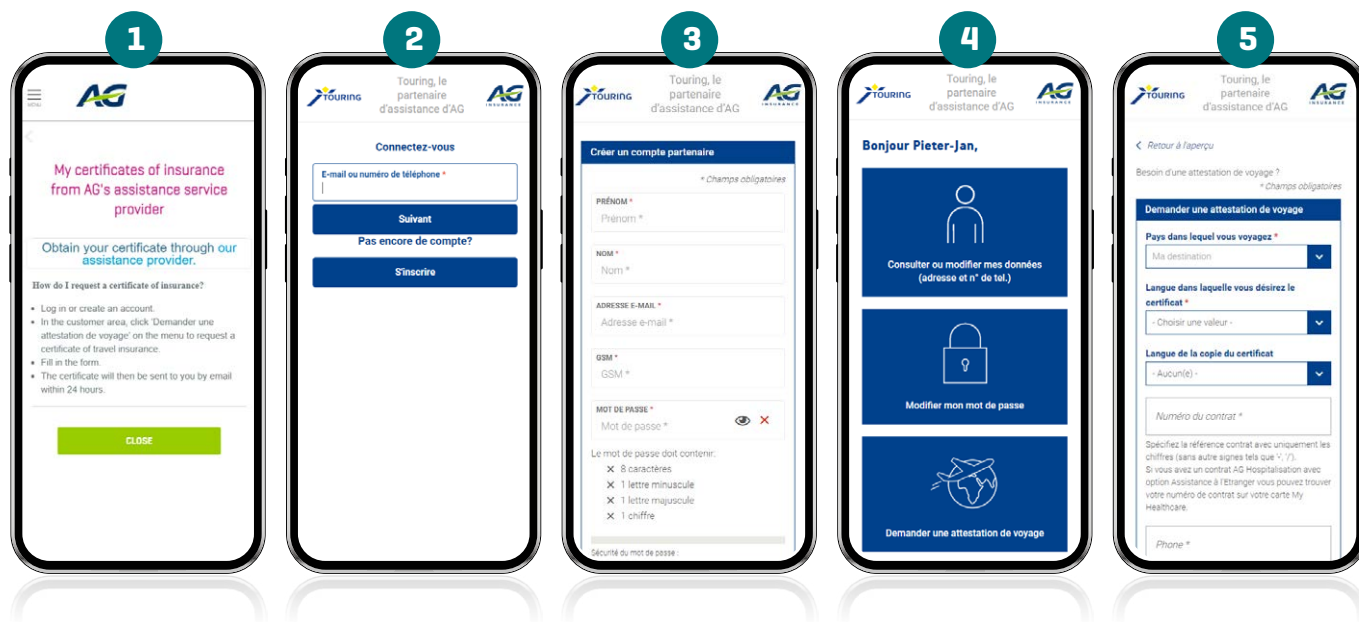 1
MENU
AG
My certificates of insurance
from AG's assistance service
provider
Obtain your certificate through our
assistance provider.
How do I request a certificate of insurance?
• Log in or create an account.
• In the customer area, click 'Demander une
attestation de voyage' on the menu to request a
certificate of travel insurance.
• Fill in the form.
• The certificate will then be sent to you by email
within 24 hours.
CLOSE
2
TOURING
Touring, le
partenaire
d'assistance d'AG
AG
INSURANCE
Connectez-vous
E-mail ou numéro de téléphone *
Suivant
Pas encore de compte?
S'inscrire
3
TOURING
Touring, le
partenaire
d'assistance d'AG
AG
INSURANCE
Créer un compte partenaire
* Champs obligatoires
PRÉNOM *
Prénom *
NOM *
Nom *
ADRESSE E-MAIL *
Adresse e-mail *
GSM *
GSM *
MOT DE PASSE *
Mot de passe *
Le mot de passe doit contenir:
× 8 caractères
× 1 lettre minuscule
× 1 lettre majuscule
× 1 chiffre
Sécurité du mot de passe :
4
TOURING
Touring, le
partenaire
d'assistance d'AG
AG
INSURANCE
Bonjour Pieter-Jan,
Consulter ou modifier mes données
(adresse et n° de tel.)
Modifier mon mot de passe
Demander une attestation de voyage
5
TOURING
Touring, le
partenaire
d'assistance d'AG
AG
INSURANCE
Retour à l'aperçu
Besoin d'une attestation de voyage ?
* Champs obligatoires
Demander une attestation de voyage
Pays dans lequel vous voyagez *
Ma destination
Langue dans laquelle vous désirez le
certificat *
- Choisir une valeur -
Langue de la copie du certificat
- Aucun(e) -
Numéro du contrat *
Spécifiez la référence contrat avec uniquement les
chiffres (sans autre signes tels que '-', '/').
Si vous avez un contrat AG Hospitalisation avec
option Assistance à l'Etranger vous pouvez trouver
votre numéro de contrat sur votre carte My
Healthcare.
Phone *